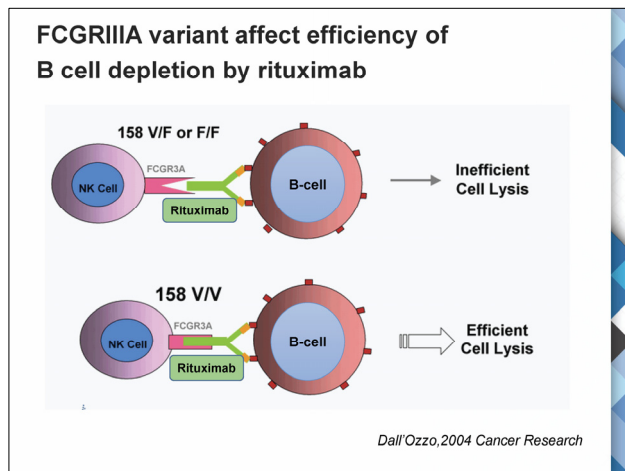 FCGRIIIA variant affect efficiency of
B cell depletion by rituximab
158 V/F or F/F
FCGR3A
NK Cell
B-cell
Rituximab
Inefficient
Cell Lysis
158 V/V
FCGR3A
NK Cell
B-cell
Rituximab
Efficient
Cell Lysis
Dall'Ozzo,2004 Cancer Research